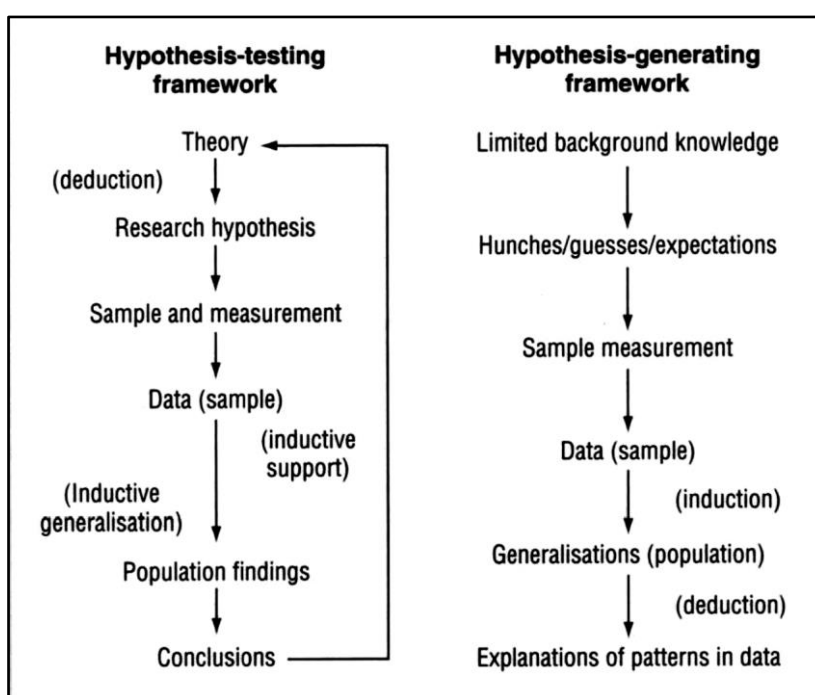 Hypothesis-testing
framework
Theory
(deduction)
Research hypothesis
Sample and measurement
Data (sample)
(inductive
support)
(Inductive
generalisation)
Population findings
Conclusions
Hypothesis-generating
framework
Limited background knowledge
Hunches/guesses/expectations
Sample measurement
Data (sample)
(induction)
Generalisations (population)
(deduction)
Explanations of patterns in data